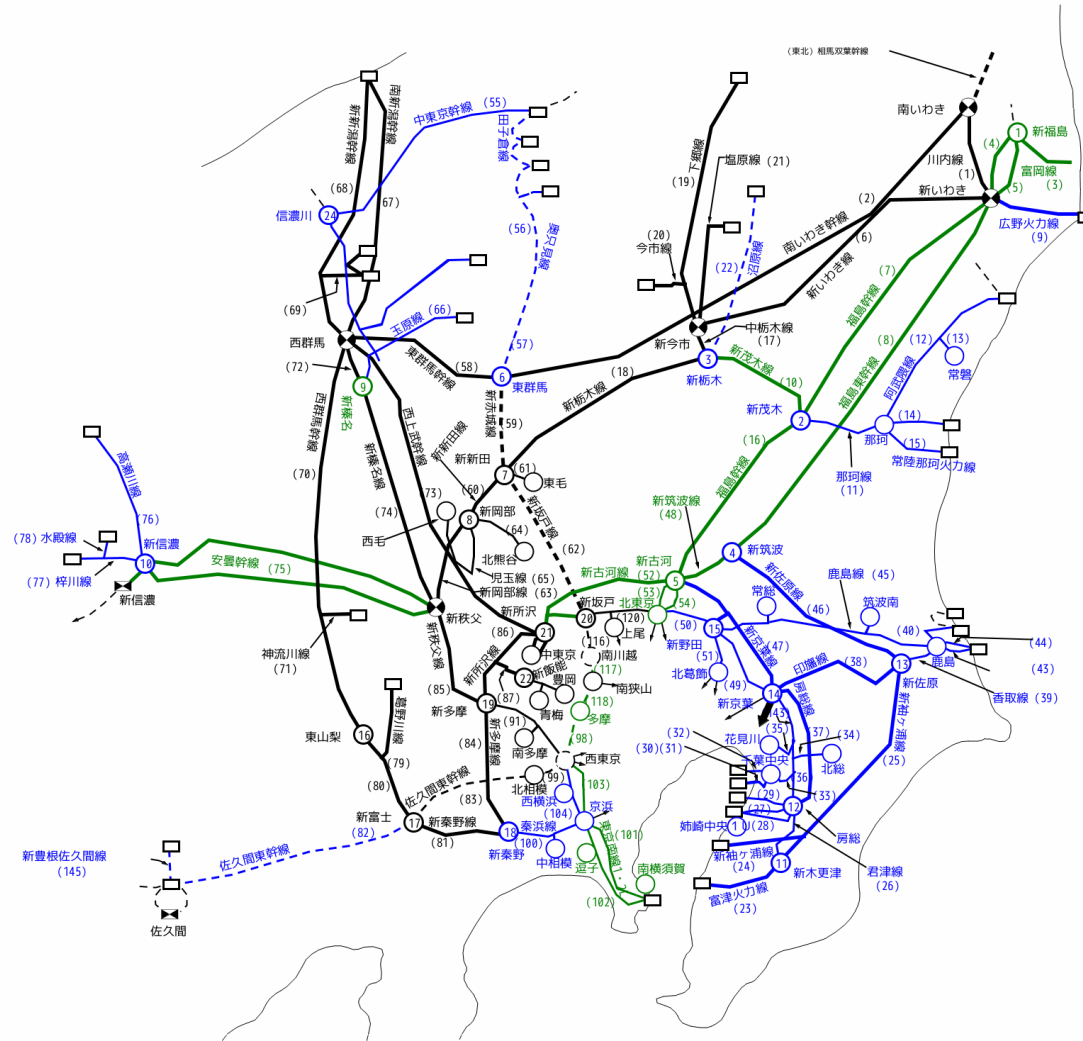 (東北) 相馬双葉幹線
南いわき
川内線
(1)
(4)
1
新福島
富岡線
(3)
(5)
新いわき
広野火力線
(9)
(2)
(6)
南いわき幹線
新いわき線
南新潟幹線
新新潟幹線
(68)
67)
中東京幹線
(55)
田子倉線
奥只見線
(56)
(57)
下郷線
(19)
塩原線
(21)
(20)
今市線
沼原線
(22)
信濃川
24
(69)
玉原線
(66)
西群馬
(72)
9
新榛名
東群馬幹線
(58)
6
東群馬
新今市
中栃木線
(17)
3
新栃木
(18)
新栃木線
新茂木線
(10)
新茂木
2
(7)
福島幹線
(8)
福島東幹線
(16)
福島幹線
(12)
(13)
阿武隈線
常磐
(14)
(15)
那珂
常陸那珂火力線
那珂線
(11)
西群馬幹線
(70)
西上武幹線
新榛名線
(74)
73)
新赤城線
(59)
新新田線
新新田
7
(61)
東毛
(60)
新岡部
8
西毛
(64)
北熊谷
新坂戸線
(62)
児玉線
(65)
新岡部線
(63)
高瀬川線
(76)
(78)
水殿線
(77)
梓川線
新信濃
10
新信濃
安曇幹線
(75)
新秩父
新筑波線
(48)
4
新筑波
新古河
5
新古河線
(52)
(53)
(54)
北東京
新佐原線
(46)
鹿島線
(45)
常総
筑波南
(40)
(44)
(43)
鹿島
香取線
(39)
13
新佐原
新坂戸
20
(120)
上尾
(50)
新野田
15
新京葉線
(47)
(51)
北葛飾
(49)
印旛線
(38)
新京葉
14
房総線
新袖ケ浦線
(25)
新所沢
21
(86)
中東京
116
南川越
(117)
南狭山
(118)
多摩
(98)
新秩父線
(85)
新所沢線
新飯能
22
(87)
豊岡
青梅
神流川線
(71)
葛野川線
東山梨
16
(79)
(80)
新多摩
19
(91)
南多摩
(84)
新多摩線
(83)
西東京
(99)
北相模
佐久間東幹線
(103)
西横浜
(104)
京浜
(101)
東京南線1・2
逗子
(102)
南横須賀
新富士
17
新秦野線
(81)
18
新秦野
秦浜線
(100)
中相模
(82)
佐久間東幹線
新豊根佐久間線
(145)
佐久間
(43)
(35)
花見川
(37)
(34)
北総
(32)
(30)(31)
千葉中央
36
(33)
(29)
(27)
(28)
12
房総
姉崎中央
新袖ヶ浦線
(24)
11
新木更津
君津線
(26)
富津火力線
(23)